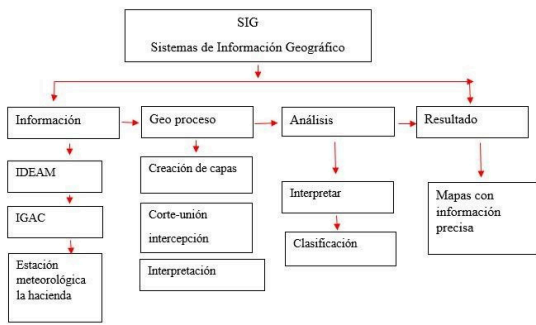 SIG
Sistemas de Información Geográfico
Información
Geo proceso
Análisis
Resultado
IDEAM
IGAC
Estación
meteorológica
la hacienda
Creación de capas
Corte-unión
intercepción
Interpretación
Interpretar
Clasificación
Mapas con
información
precisa